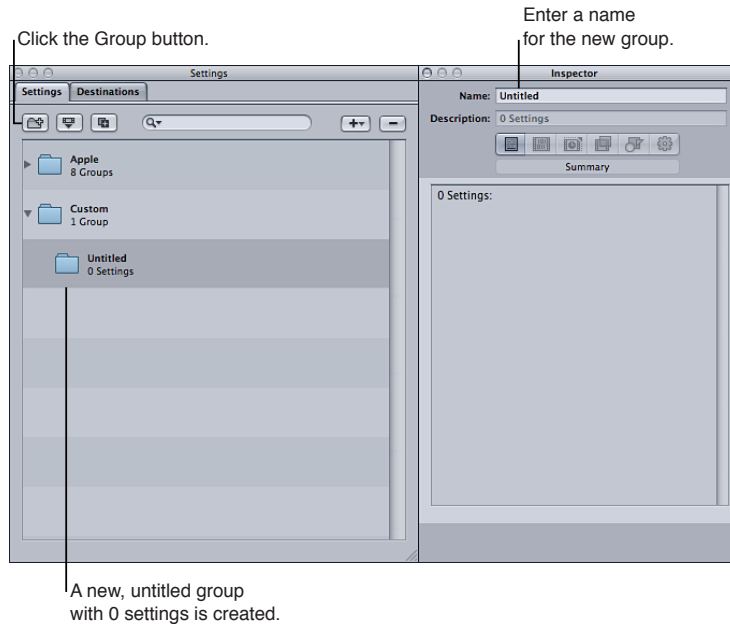 Enter a name
for the new group.
Click the Group button.
Settings
Inspector
Settings Destinations
Name: Untitled
Description: 0 Settings
Summary
Apple
8 Groups
Custom
1 Group
Untitled
0 Settings
0 Settings:
A new, untitled group
with 0 settings is created.